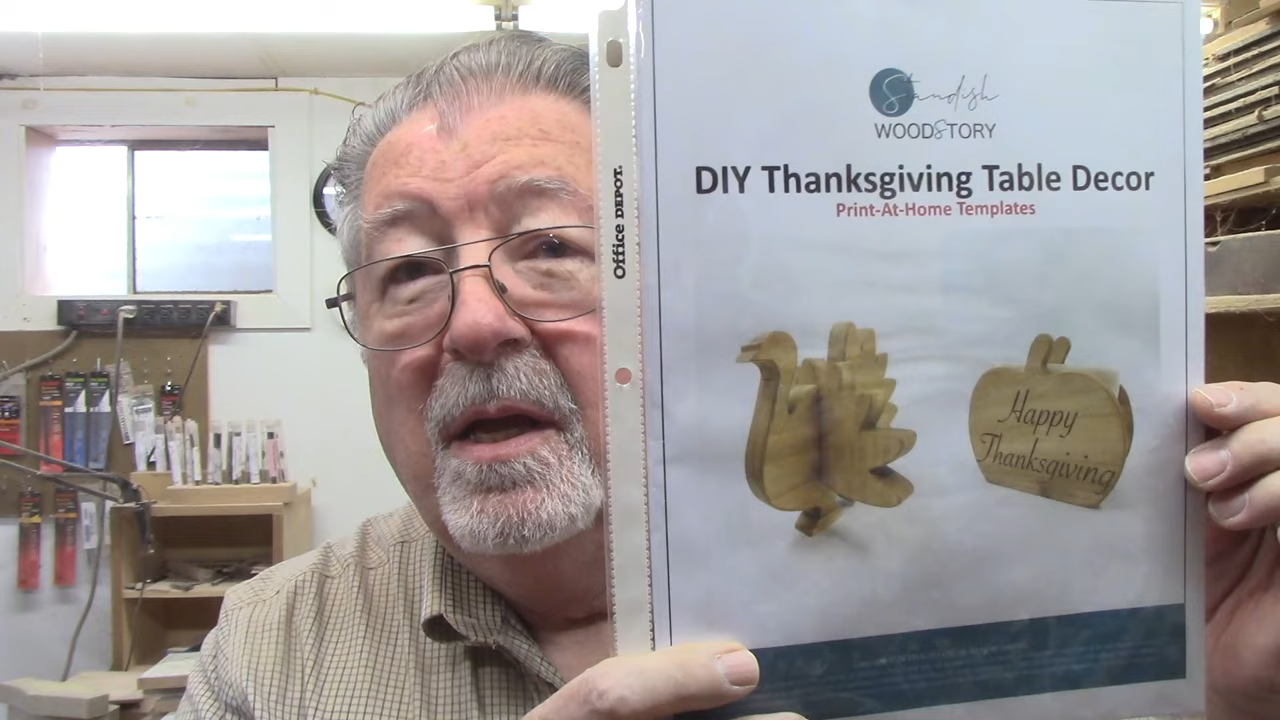 Standish
WOODSTORY
DIY Thanksgiving Table Decor
Print-At-Home Templates
Office DEPOT.
Happy
Thanksgiving